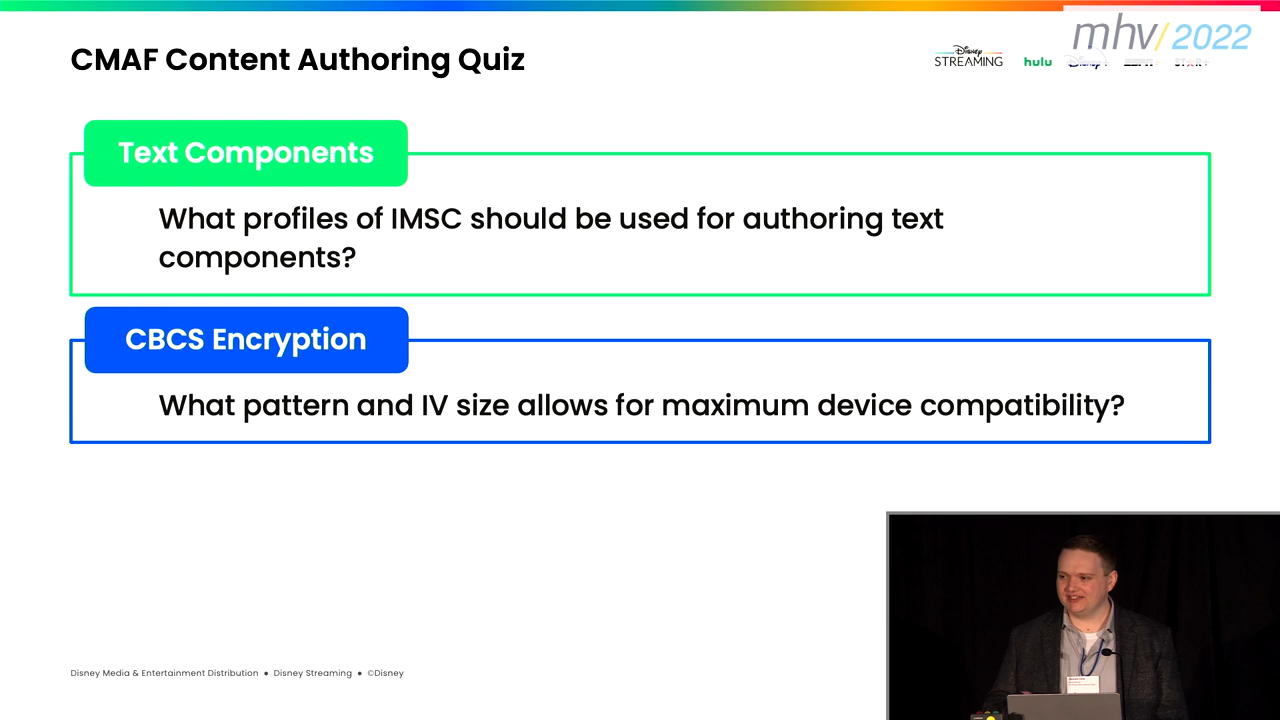 CMAF Content Authoring Quiz
Disney
STREAMING
hulu
mhv/2022
Text Components
What profiles of IMSC should be used for authoring text
components?
CBCS Encryption
What pattern and IV size allows for maximum device compatibility?
Disney Media & Entertainment Distribution • Disney Streaming • ©Disney